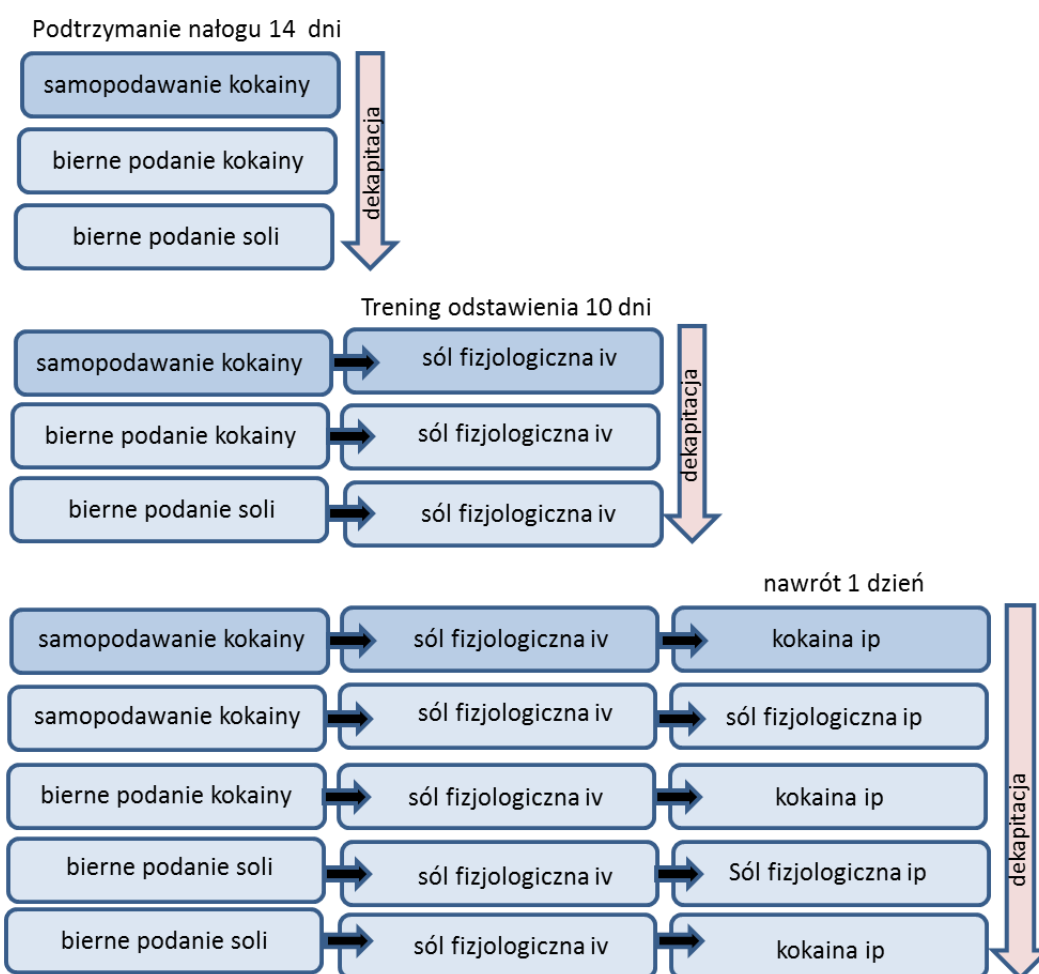 Podtrzymanie nałogu 14 dni
samopodawanie kokainy
bierne podanie kokainy
bierne podanie soli
dekapitacja
Trening odstawienia 10 dni
samopodawanie kokainy
sól fizjologiczna iv
bierne podanie kokainy
sól fizjologiczna iv
bierne podanie soli
sól fizjologiczna iv
dekapitacja
nawrót 1 dzień
samopodawanie kokainy
sól fizjologiczna iv
kokaina ip
samopodawanie kokainy
sól fizjologiczna iv
sól fizjologiczna ip
bierne podanie kokainy
sól fizjologiczna iv
kokaina ip
bierne podanie soli
sól fizjologiczna iv
Sól fizjologiczna ip
bierne podanie soli
sól fizjologiczna iv
kokaina ip
dekapitacja